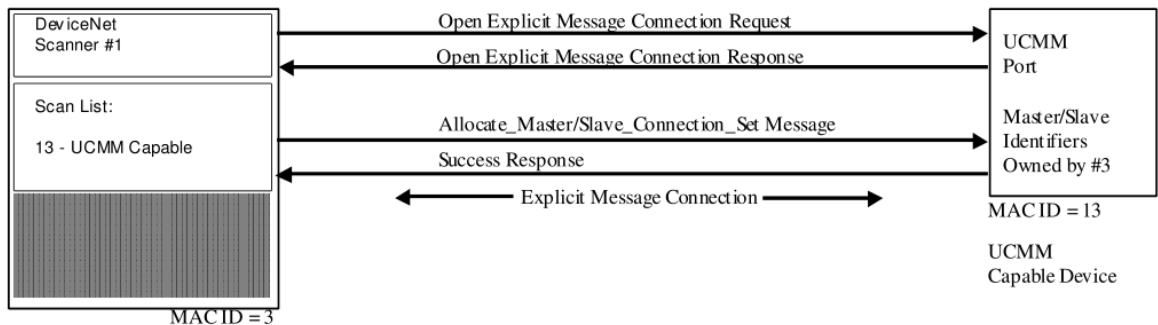 DeviceNet
Scanner #1
Scan List:
13 - UCMM Capable
MAC ID = 3
Open Explicit Message Connection Request
Open Explicit Message Connection Response
Allocate_Master/Slave_Connection_Set Message
Success Response
Explicit Message Connection
UCMM
Port
Master/Slave
Identifiers
Owned by #3
MAC ID = 13
UCMM
Capable Device